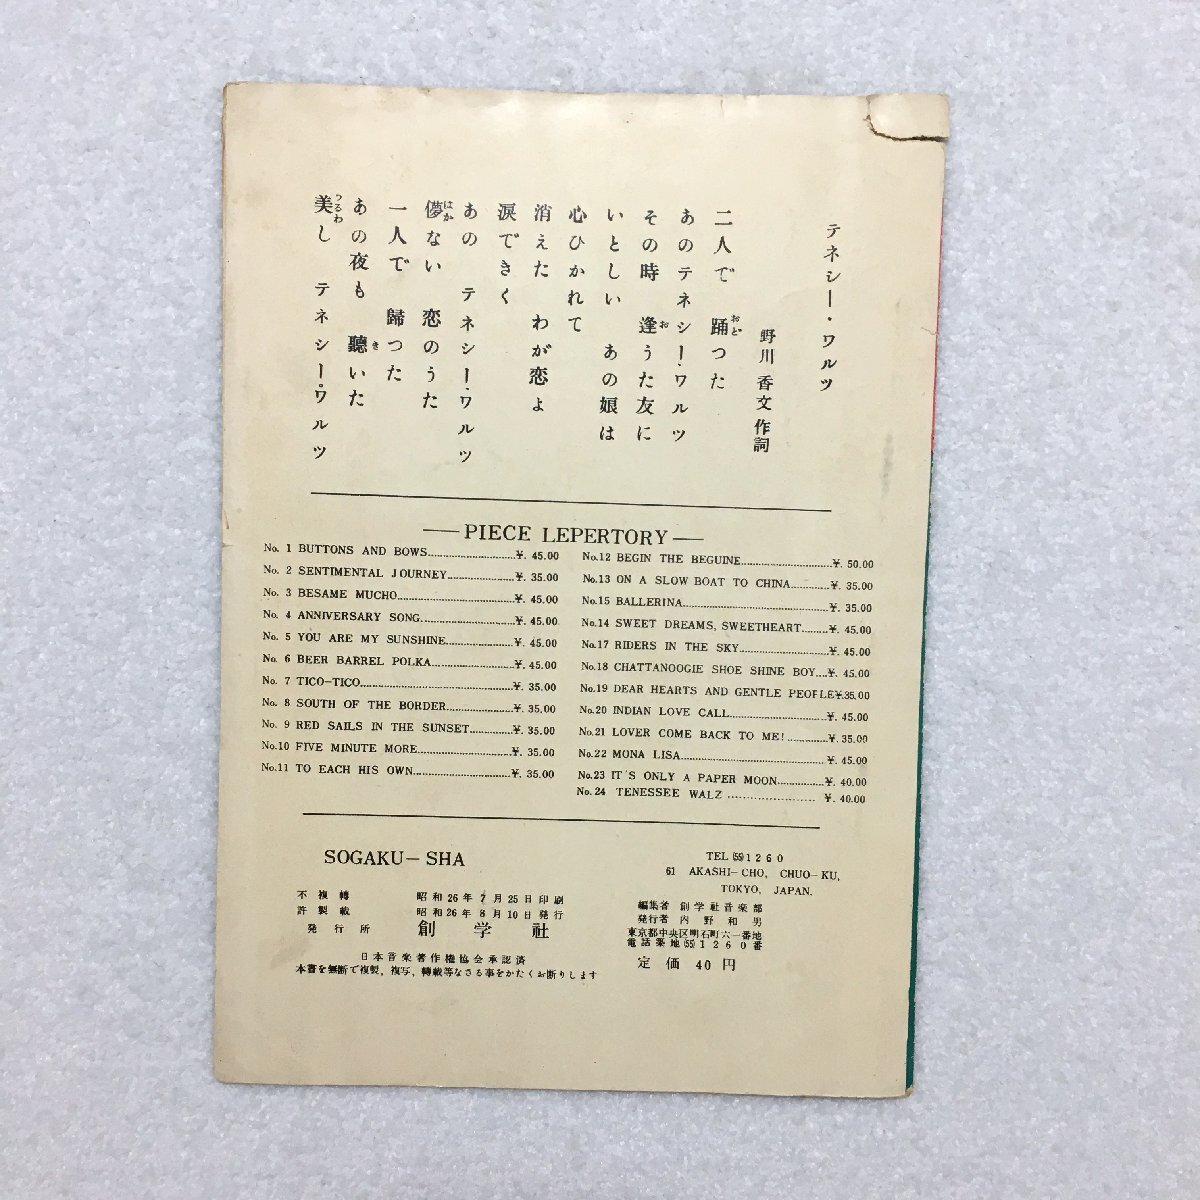 テネシー・ワルツ
野川香文作詞
二人で 踊つた
おど
あのテネシー・ワルツ
その時 逢うた友に
お
いとしい あの娘は
心ひかれて
消えた わが恋よ
涙できく
あの テネシー・ワルツ
儚ない 恋のうた
はか
一人で 歸つた
あの夜も 聽いた
き
美し テネシー・ワルツ
うるわ
PIECE LEPERTORY
No. 1 BUTTONS AND BOWS ¥. 45.00
No. 2 SENTIMENTAL JOURNEY ¥. 35.00
No. 3 BESAME MUCHO ¥. 45.00
No. 4 ANNIVERSARY SONG ¥. 45.00
No. 5 YOU ARE MY SUNSHINE ¥. 45.00
No. 6 BEER BARREL POLKA ¥. 45.00
No. 7 TICO-TICO ¥. 35.00
No. 8 SOUTH OF THE BORDER ¥. 35.00
No. 9 RED SAILS IN THE SUNSET ¥. 35.00
No.10 FIVE MINUTE MORE ¥. 35.00
No.11 TO EACH HIS OWN ¥. 35.00
No.12 BEGIN THE BEGUINE ¥. 50.00
No.13 ON A SLOW BOAT TO CHINA ¥. 35.00
No.15 BALLERINA ¥. 35.00
No.14 SWEET DREAMS, SWEETHEART ¥. 45.00
No.17 RIDERS IN THE SKY ¥. 45.00
No.18 CHATTANOOGIE SHOE SHINE BOY ¥. 45.00
No.19 DEAR HEARTS AND GENTLE PEOPLE ¥.35.00
No.20 INDIAN LOVE CALL ¥. 45.00
No.21 LOVER COME BACK TO ME! ¥. 35.00
No.22 MONA LISA ¥. 45.00
No.23 IT'S ONLY A PAPER MOON ¥. 40.00
No.24 TENESSEE WALZ ¥. 40.00
SOGAKU-SHA
不複轉
許製載
昭和26年7月25日印刷
昭和26年8月10日発行
発行所 創学社
日本音楽著作権協会承認済
本書を無断で複製，複写，轉載等なさる事をかたくお断りします
TEL (55) 1260
61 AKASHI-CHO, CHUO-KU,
TOKYO, JAPAN.
編集者 創学社音楽部
発行者 内野和男
東京都中央区明石町六一番地
電話築地(55)1260番
定価 40円